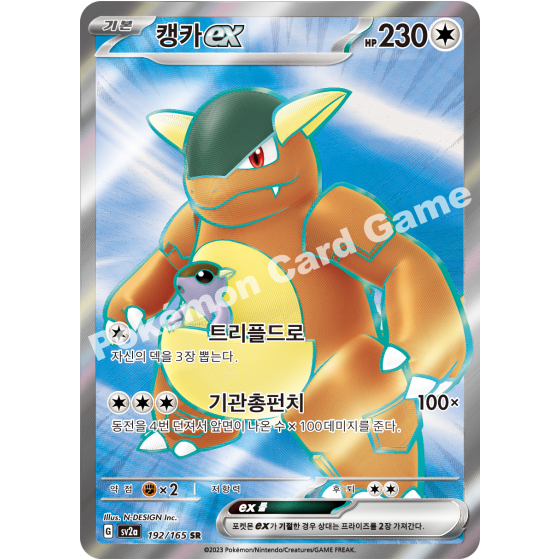 기본 캥카 ex HP 230
트리플드로
자신의 덱을 3장 뽑는다.
기관총펀치 100×
동전을 4번 던져서 앞면이 나온 수 × 100데미지를 준다.
약점 ×2 저항력 후퇴
ex 룰
포켓몬 ex가 기절한 경우 상대는 프라이즈를 2장 가져간다.
Illus. N-DESIGN Inc.
G sv2a 192/165 SR
©2023 Pokémon/Nintendo/Creatures/GAME FREAK.
Pokémon Card Game